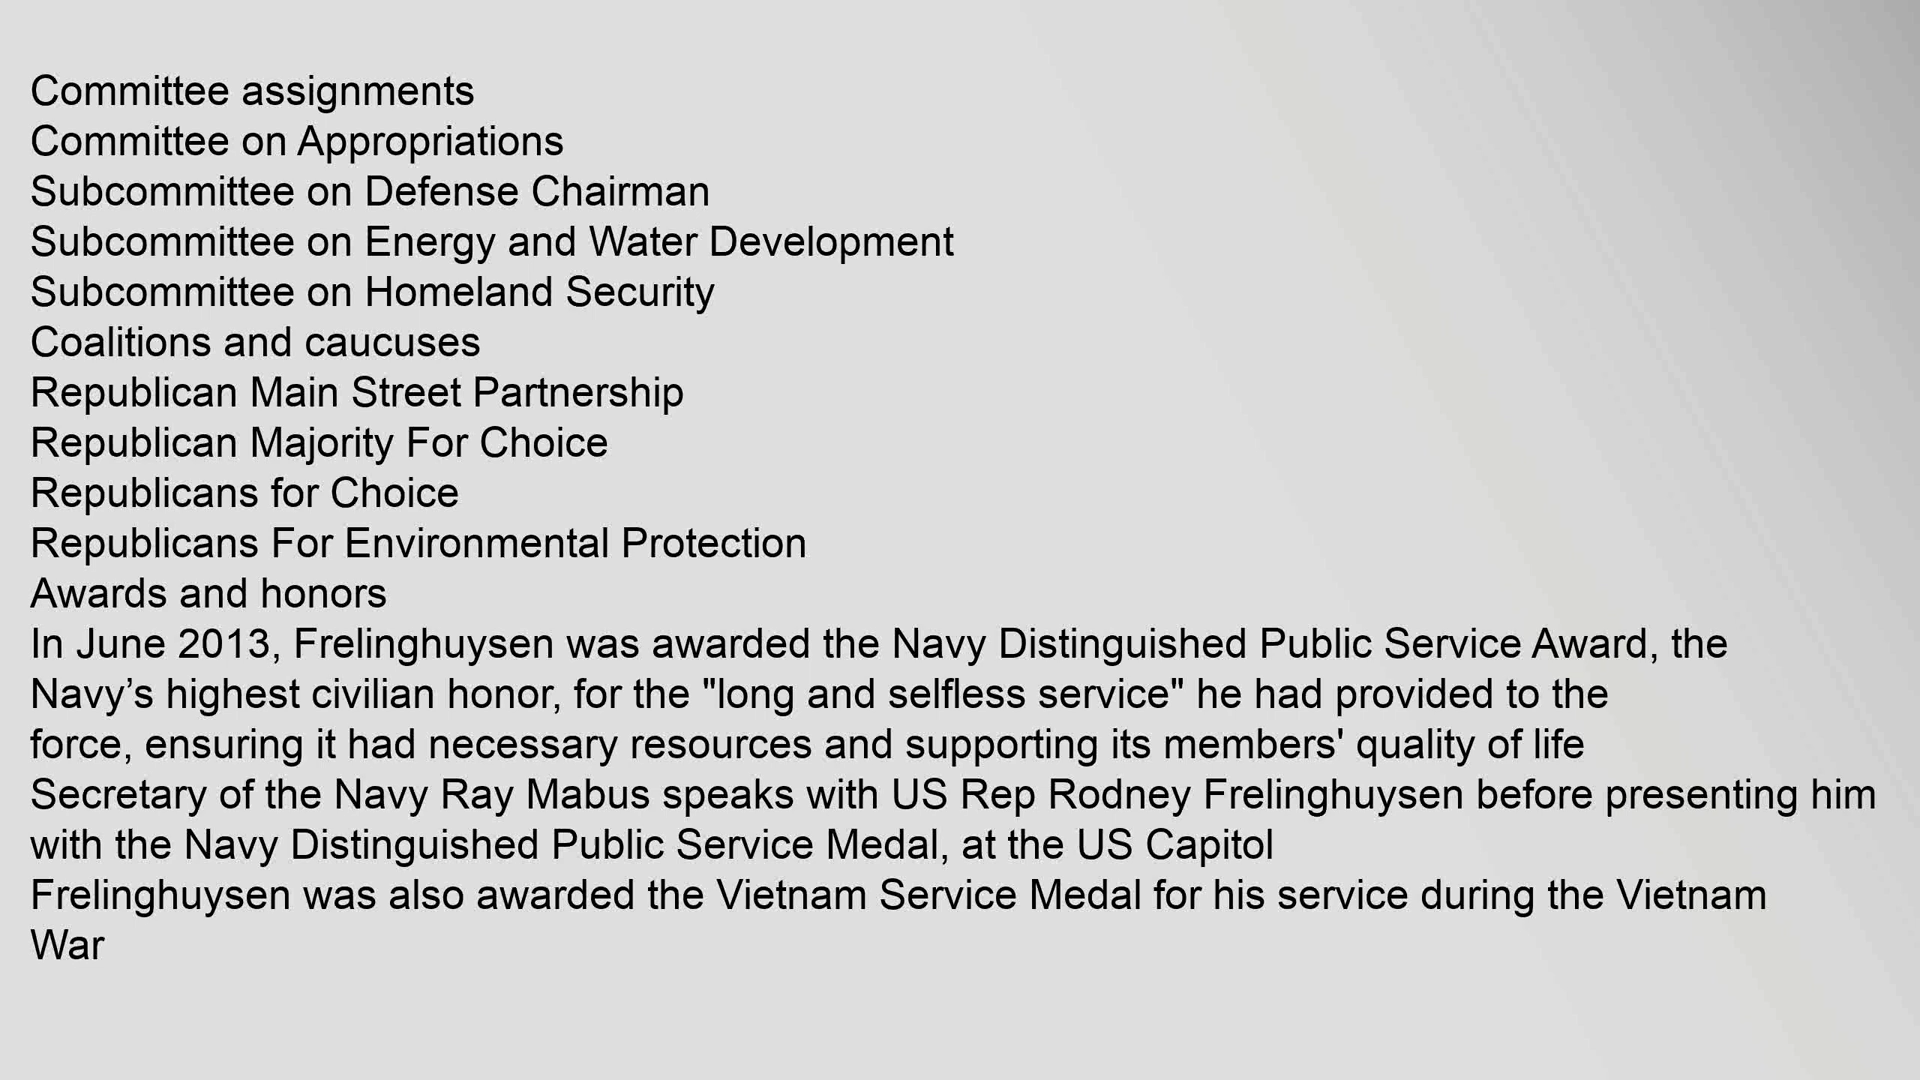 Committee assignments
Committee on Appropriations
Subcommittee on Defense Chairman
Subcommittee on Energy and Water Development
Subcommittee on Homeland Security
Coalitions and caucuses
Republican Main Street Partnership
Republican Majority For Choice
Republicans for Choice
Republicans For Environmental Protection
Awards and honors
In June 2013, Frelinghuysen was awarded the Navy Distinguished Public Service Award, the
Navy’s highest civilian honor, for the "long and selfless service" he had provided to the
force, ensuring it had necessary resources and supporting its members' quality of life
Secretary of the Navy Ray Mabus speaks with US Rep Rodney Frelinghuysen before presenting him
with the Navy Distinguished Public Service Medal, at the US Capitol
Frelinghuysen was also awarded the Vietnam Service Medal for his service during the Vietnam
War